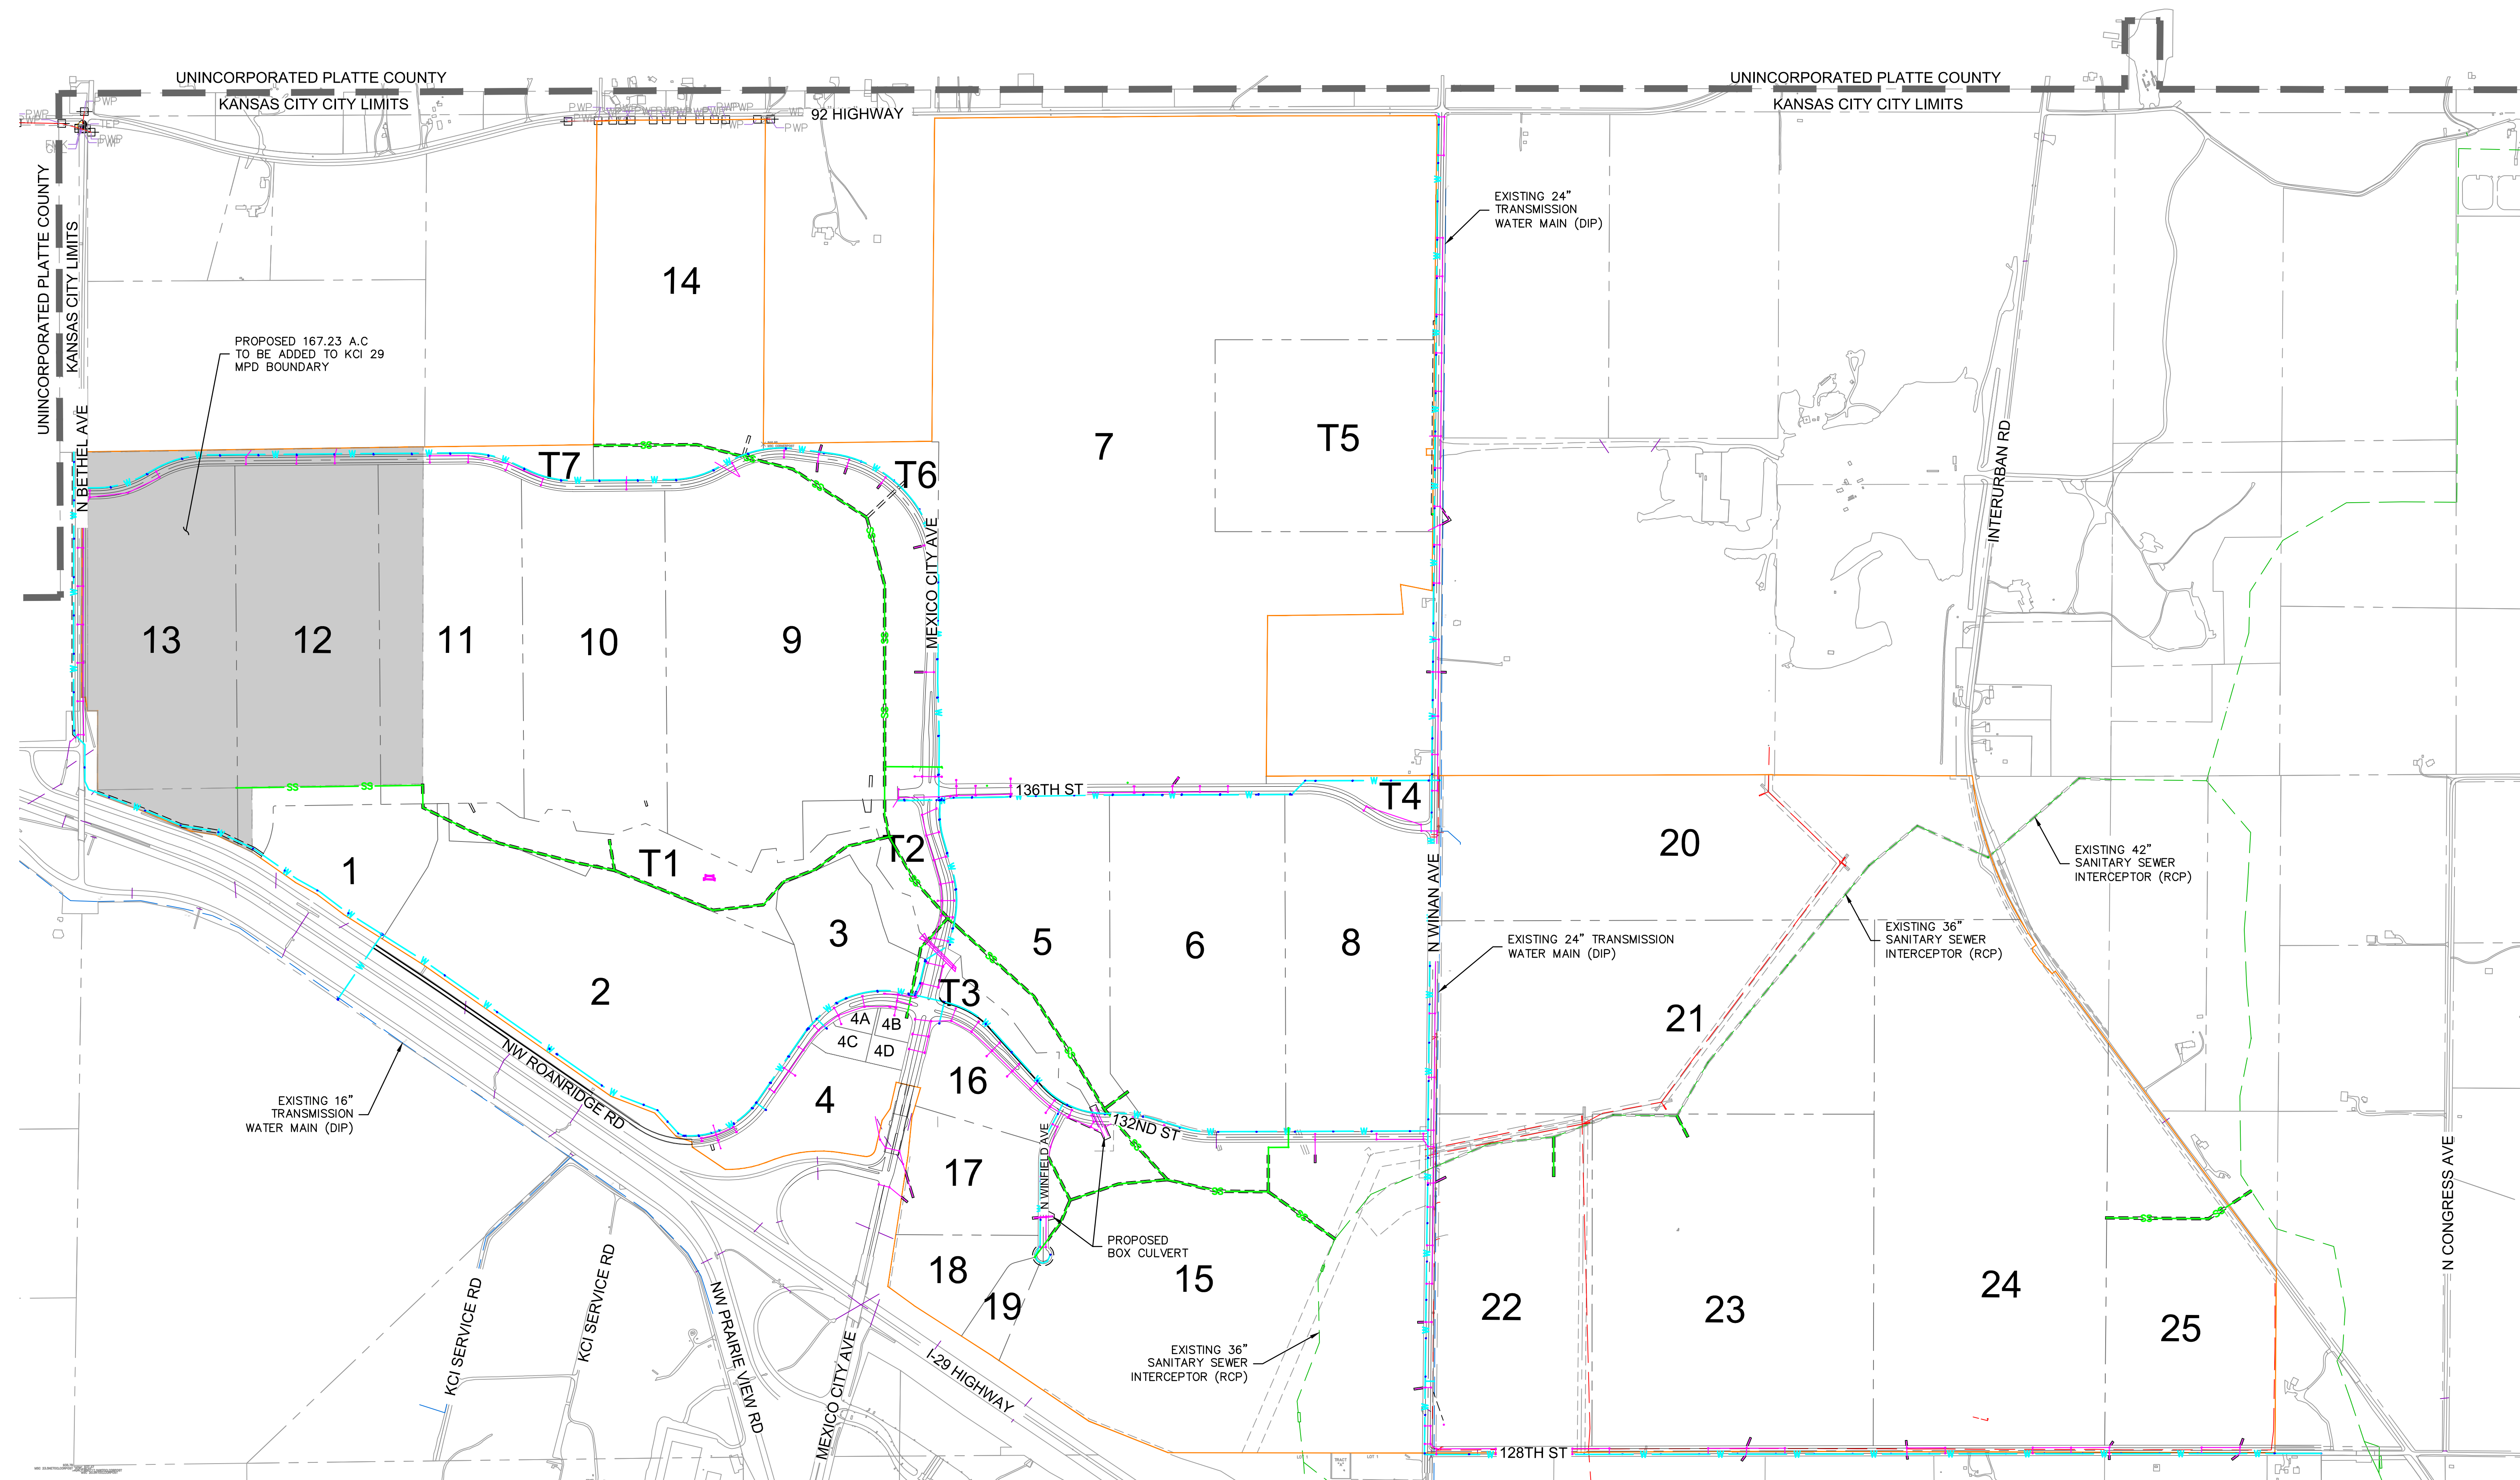 UNINCORPORATED PLATTE COUNTY
KANSAS CITY CITY LIMITS
UNINCORPORATED PLATTE COUNTY
KANSAS CITY CITY LIMITS
92 HIGHWAY
UNINCORPORATED PLATTE COUNTY
KANSAS CITY LIMITS
N BETHEL AVE
EXISTING 24"
TRANSMISSION
WATER MAIN (DIP)
14
PROPOSED 167.23 A.C
TO BE ADDED TO KCI 29
MPD BOUNDARY
7
T5
T7
T6
MEXICO CITY AVE
INTERURBAN RD
13
12
11
10
9
136TH ST
T4
1
T1
T2
20
EXISTING 42"
SANITARY SEWER
INTERCEPTOR (RCP)
N WINAN AVE
2
3
5
6
8
EXISTING 24" TRANSMISSION
WATER MAIN (DIP)
EXISTING 36"
SANITARY SEWER
INTERCEPTOR (RCP)
T3
21
4A
4B
4C
4D
4
16
NW ROANRIDGE RD
EXISTING 16"
TRANSMISSION
WATER MAIN (DIP)
132ND ST
N WINFIELD AVE
17
18
19
PROPOSED
BOX CULVERT
15
22
23
24
25
N CONGRESS AVE
KCI SERVICE RD
KCI SERVICE RD
NW PRAIRIE VIEW RD
MEXICO CITY AVE
I-29 HIGHWAY
EXISTING 36"
SANITARY SEWER
INTERCEPTOR (RCP)
128TH ST
LOT 1
TRACT
"A"
LOT 1